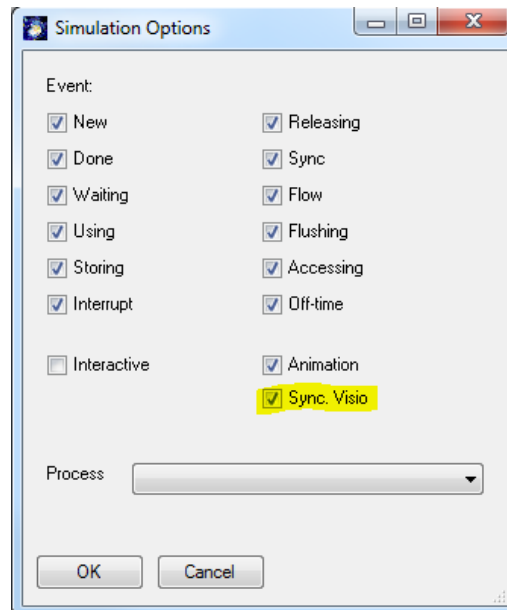 Simulation Options
Event:
New
Releasing
Done
Sync
Waiting
Flow
Using
Flushing
Storing
Accessing
Interrupt
Off-time
Interactive
Animation
Sync. Visio
Process
OK
Cancel